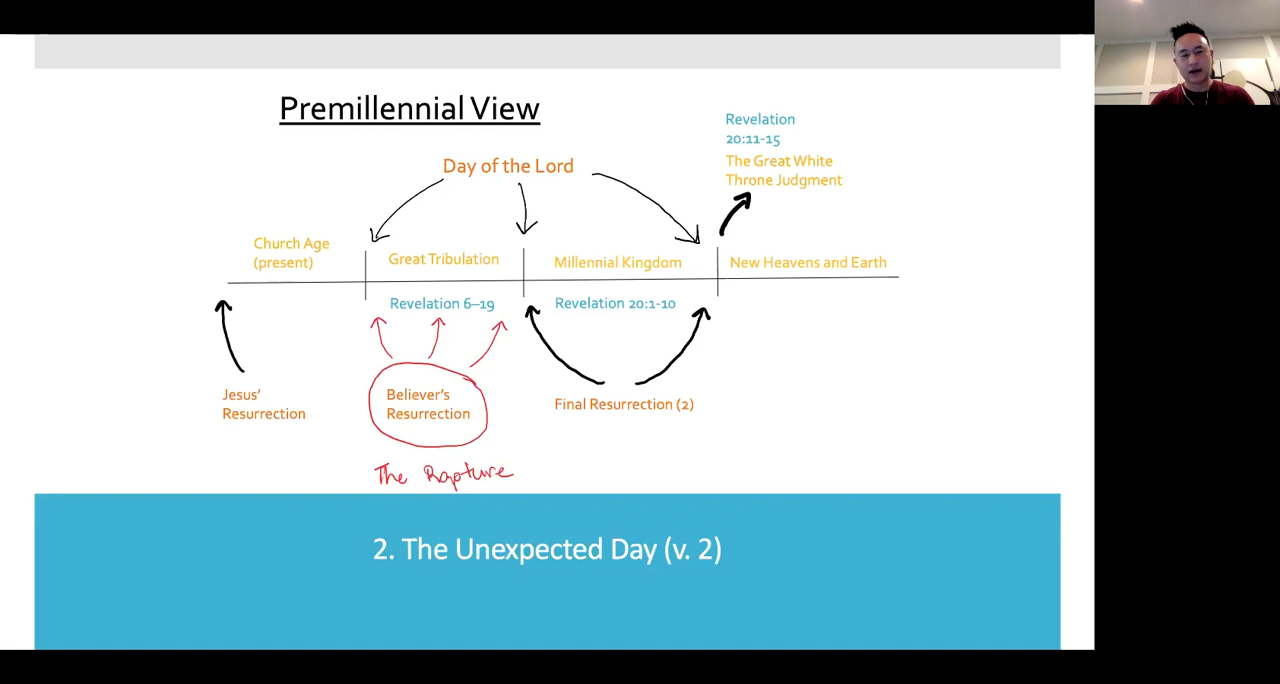 Premillennial View
Revelation
20:11-15
The Great White
Throne Judgment
Day of the Lord
Church Age
(present)
Great Tribulation
Millennial Kingdom
New Heavens and Earth
Revelation 6–19
Revelation 20:1-10
Jesus'
Resurrection
Believer's
Resurrection
Final Resurrection (2)
The Rapture
2. The Unexpected Day (v. 2)